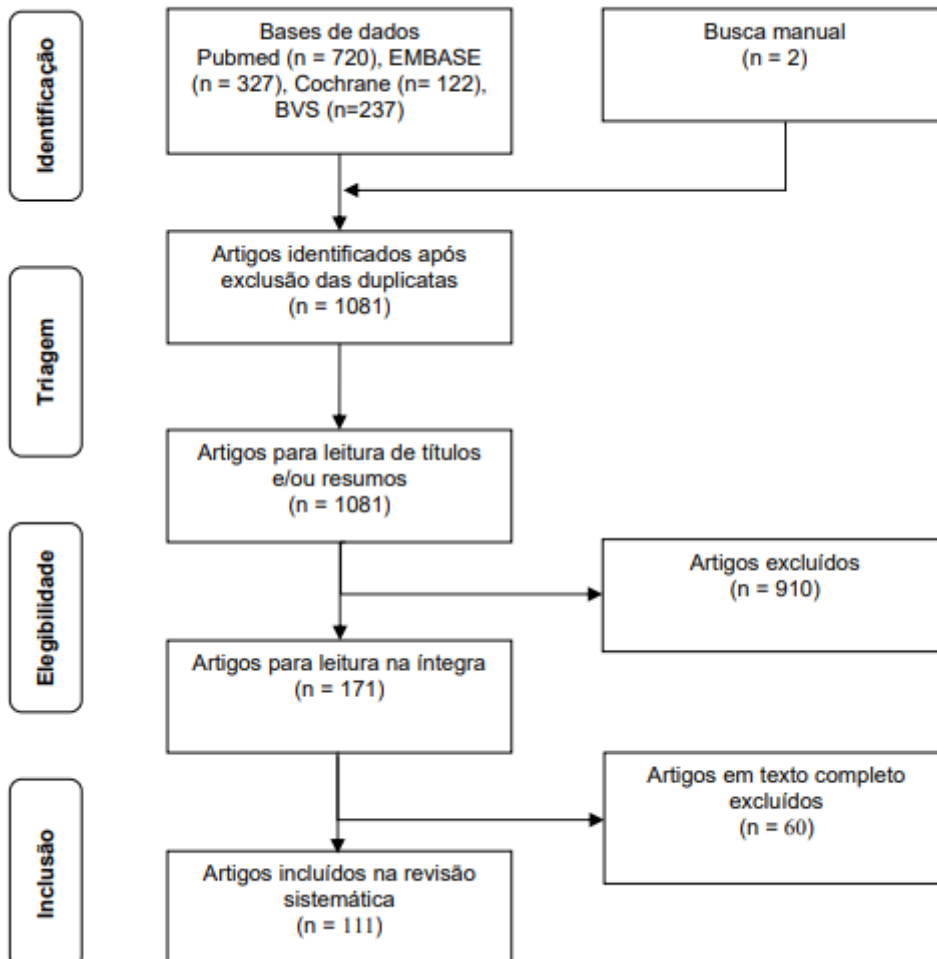 Identificação
Bases de dados
Pubmed (n = 720), EMBASE
(n = 327), Cochrane (n= 122),
BVS (n=237)
Busca manual
(n = 2)
Triagem
Artigos identificados após
exclusão das duplicatas
(n = 1081)
Artigos para leitura de títulos
e/ou resumos
(n = 1081)
Elegibilidade
Artigos excluídos
(n = 910)
Artigos para leitura na íntegra
(n = 171)
Inclusão
Artigos em texto completo
excluídos
(n = 60)
Artigos incluídos na revisão
sistemática
(n = 111)